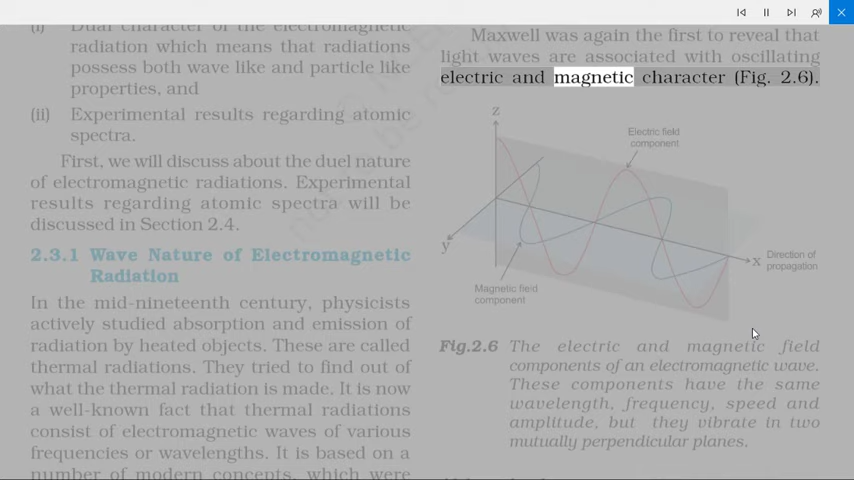 (i) Dual character of the electromagnetic
radiation which means that radiations
possess both wave like and particle like
properties, and
(ii) Experimental results regarding atomic
spectra.
First, we will discuss about the duel nature
of electromagnetic radiations. Experimental
results regarding atomic spectra will be
discussed in Section 2.4.
2.3.1 Wave Nature of Electromagnetic
Radiation
In the mid-nineteenth century, physicists
actively studied absorption and emission of
radiation by heated objects. These are called
thermal radiations. They tried to find out of
what the thermal radiation is made. It is now
a well-known fact that thermal radiations
consist of electromagnetic waves of various
frequencies or wavelengths. It is based on a
number of modern concepts, which were
Maxwell was again the first to reveal that
light waves are associated with oscillating
electric and magnetic character (Fig. 2.6).
z
Electric field
component
y
x
Direction of
propagation
Magnetic field
component
Fig.2.6 The electric and magnetic field
components of an electromagnetic wave.
These components have the same
wavelength, frequency, speed and
amplitude, but they vibrate in two
mutually perpendicular planes.